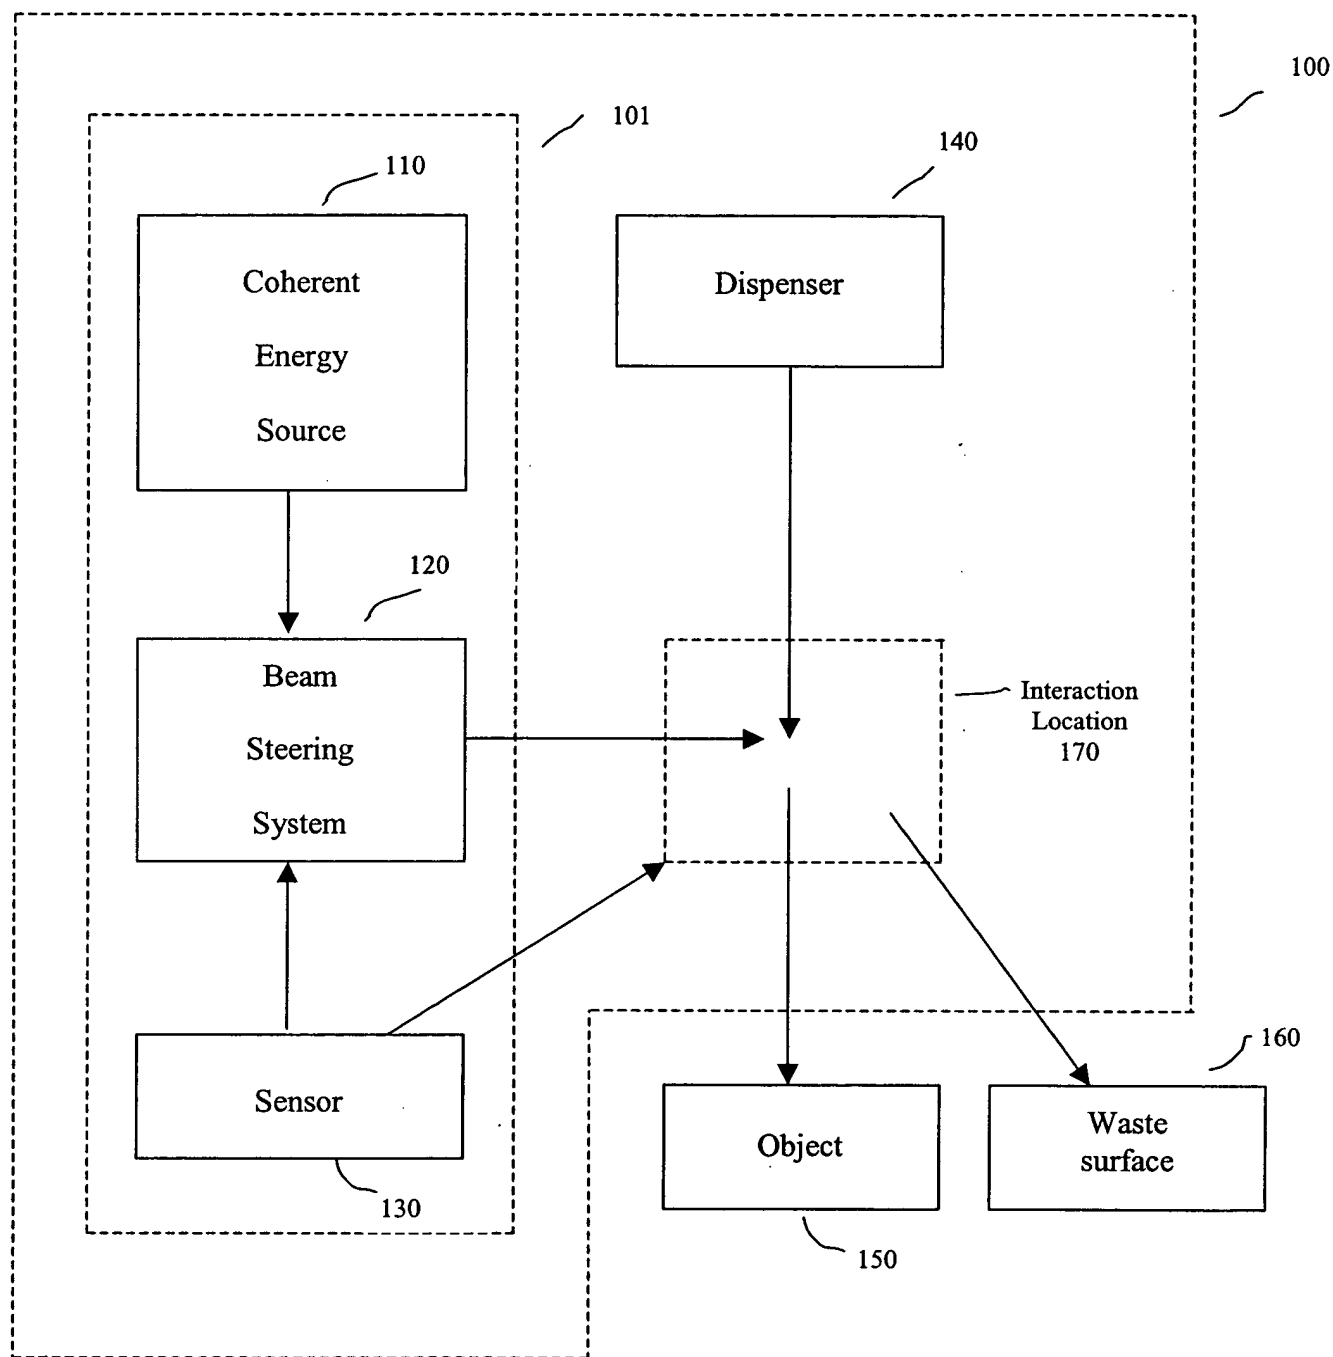 100
101
140
110
Coherent
Energy
Source
Dispenser
120
Beam
Steering
System
Interaction
Location
170
160
Sensor
Object
Waste
surface
130
150